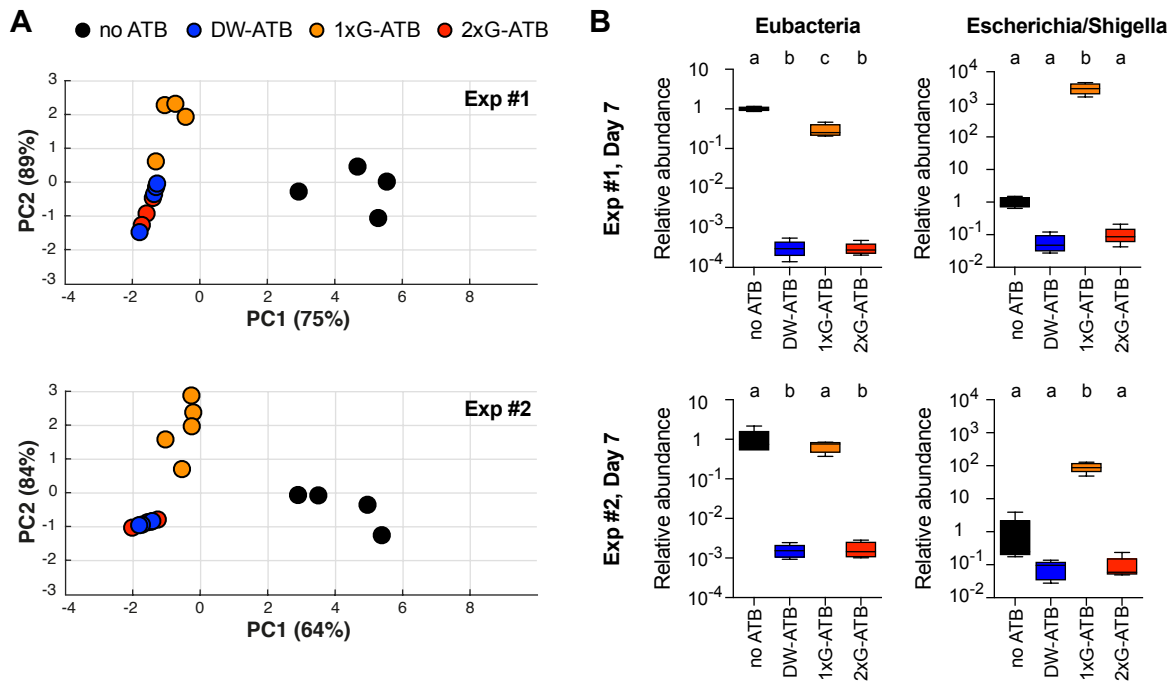 A
no ATB DW-ATB 1xG-ATB 2xG-ATB
Exp #1
PC2 (89%)
3
2
1
0
-1
-2
-3
-4 -2 0 2 4 6 8
PC1 (75%)
Exp #2
PC2 (84%)
3
2
1
0
-1
-2
-3
-4 -2 0 2 4 6 8
PC1 (64%)
B
Eubacteria
Escherichia/Shigella
Exp #1, Day 7
a b c b
Relative abundance
10
1
10-1
10-2
10-3
10-4
no ATB
DW-ATB
1xG-ATB
2xG-ATB
a a b a
Relative abundance
104
103
102
10
1
10-1
10-2
no ATB
DW-ATB
1xG-ATB
2xG-ATB
Exp #2, Day 7
a b a b
Relative abundance
10
1
10-1
10-2
10-3
10-4
no ATB
DW-ATB
1xG-ATB
2xG-ATB
a a b a
Relative abundance
104
103
102
10
1
10-1
10-2
no ATB
DW-ATB
1xG-ATB
2xG-ATB